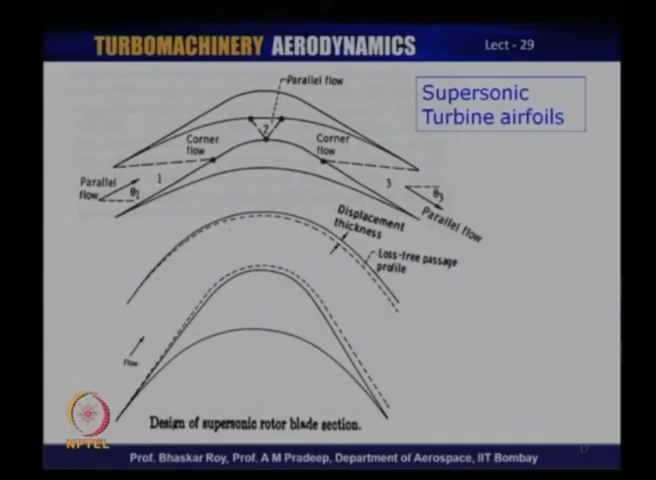 TURBOMACHINERY AERODYNAMICS
Lect - 29
Supersonic
Turbine airfoils
Parallel flow
Corner
flow
2
Corner
flow
Parallel
flow
1
θ1
3
θ3
Parallel flow
Displacement
thickness
Loss-free passage
profile
Flow
Design of supersonic rotor blade section.
NPTEL
Prof. Bhaskar Roy, Prof. A M Pradeep, Department of Aerospace, IIT Bombay
17